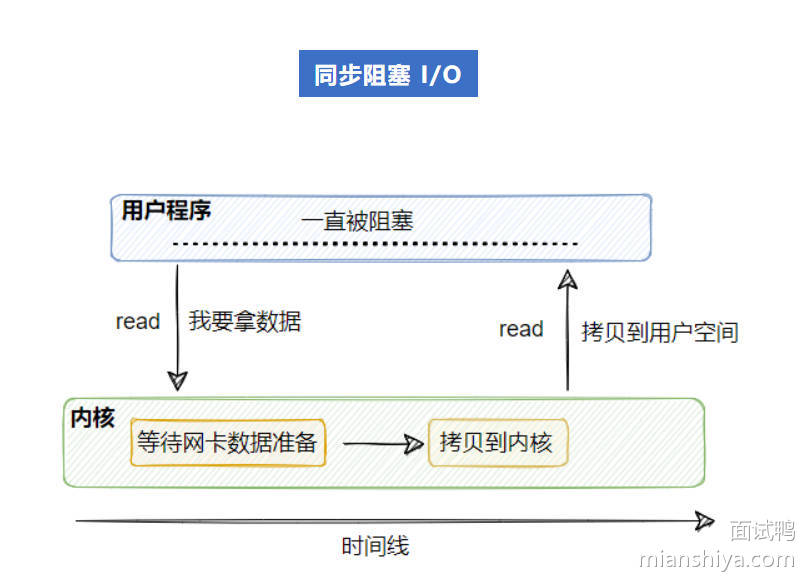 同步阻塞 I/O
用户程序
一直被阻塞
read 我要拿数据
read 拷贝到用户空间
内核
等待网卡数据准备
拷贝到内核
时间线
面试鸭
mianshiya.com